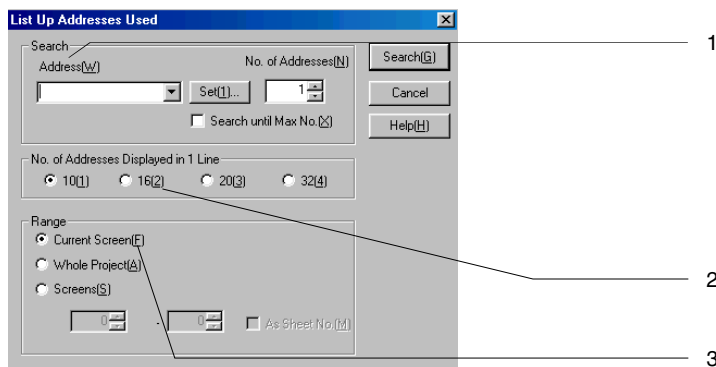 List Up Addresses Used
Search
Address(W)
No. of Addresses(N)
Set(1)...
1
Search until Max No.(X)
Search(G)
Cancel
Help(H)
No. of Addresses Displayed in 1 Line
10(1) 16(2) 20(3) 32(4)
Range
Current Screen(F)
Whole Project(A)
Screens(S)
0 - 0 As Sheet No.(M)
1
2
3